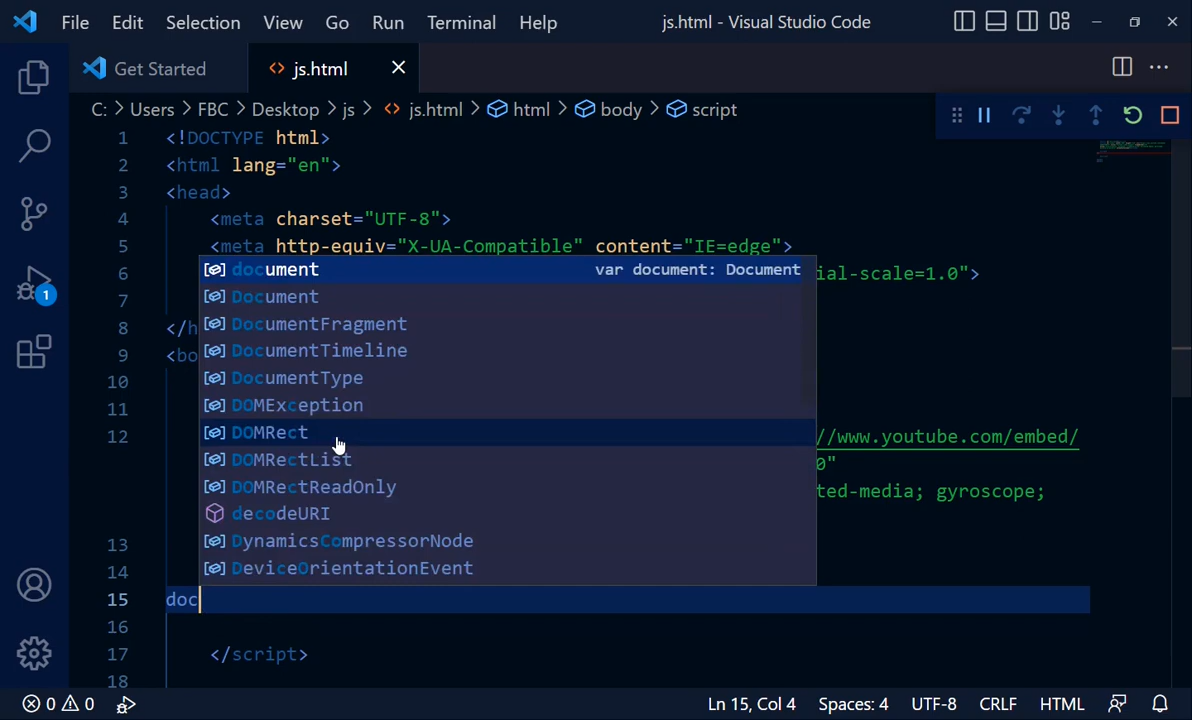 File Edit Selection View Go Run Terminal Help js.html - Visual Studio Code
Get Started js.html
C: > Users > FBC > Desktop > js > js.html > html > body > script
1 <!DOCTYPE html>
2 <html lang="en">
3 <head>
4 <meta charset="UTF-8">
5 <meta http-equiv="X-UA-Compatible" content="IE=edge">
document var document: Document
6 ial-scale=1.0">
Document
7
DocumentFragment
8 </h
DocumentTimeline
9 <bo
DocumentType
10
DOMException
11
DOMRect
12 //www.youtube.com/embed/
DOMRectList
0"
DOMRectReadOnly
ted-media; gyroscope;
decodeURI
DynamicsCompressorNode
13
DeviceOrientationEvent
14
15 doc
16
17 </script>
18
1
0 0 Ln 15, Col 4 Spaces: 4 UTF-8 CRLF HTML